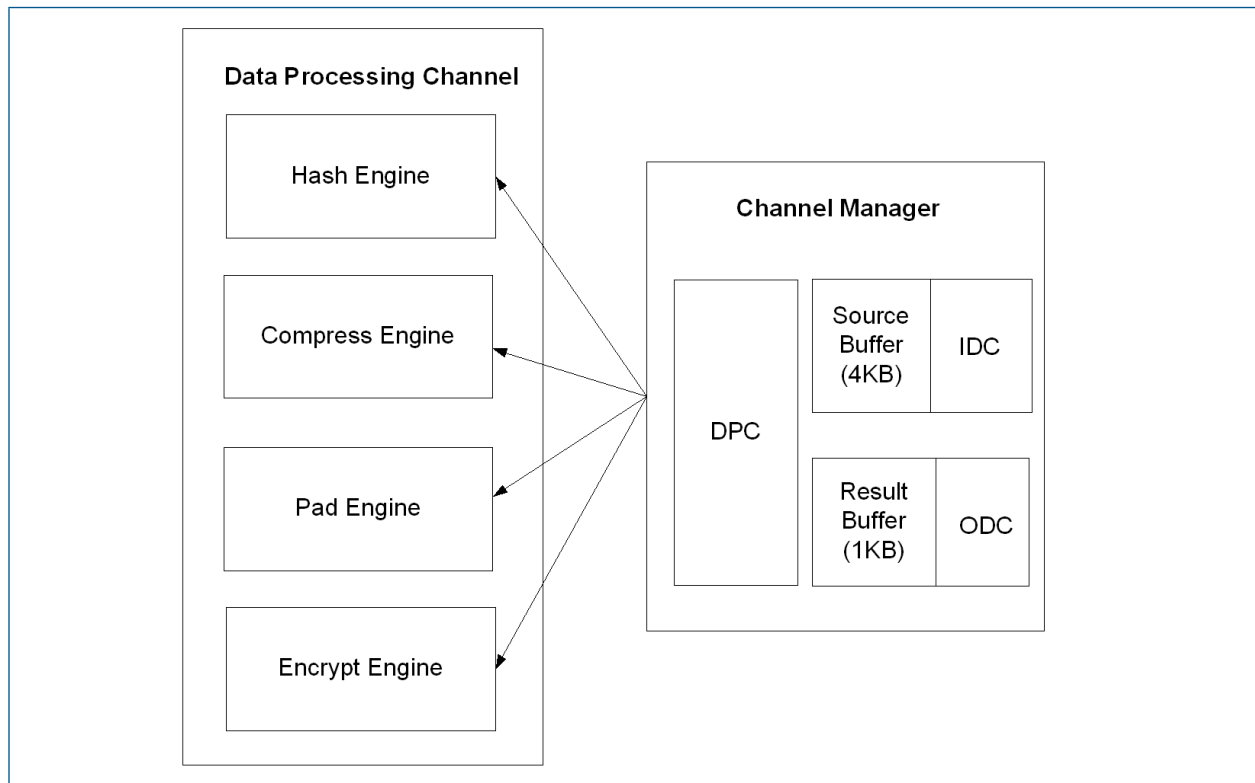 Data Processing Channel
Hash Engine
Compress Engine
Pad Engine
Encrypt Engine
Channel Manager
DPC
Source
Buffer
(4KB)
IDC
Result
Buffer
(1KB)
ODC